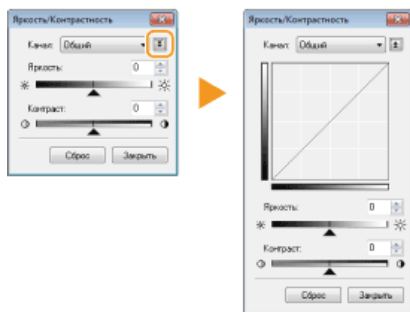 Яркость/Контрастность
Канал: Общий
Яркость: 0
Контраст: 0
Сброс Закрыть
Яркость/Контрастность
Канал: Общий
Яркость: 0
Контраст: 0
Сброс Закрыть